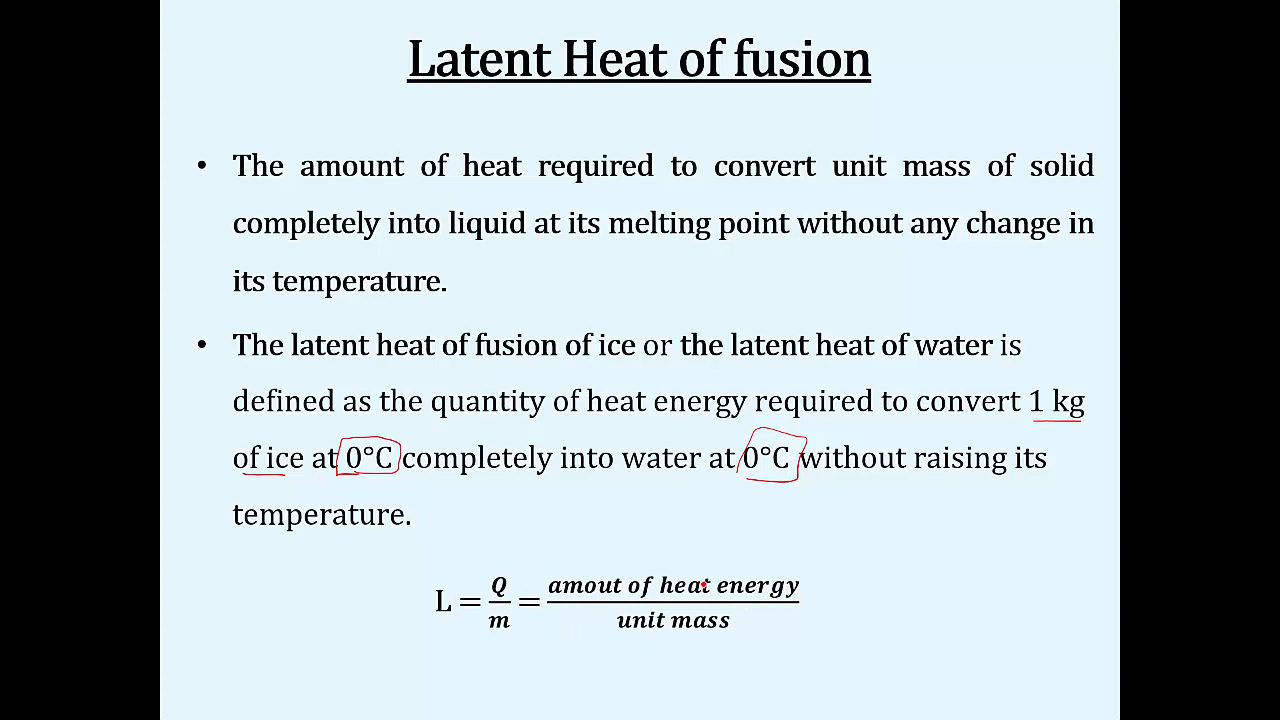 Latent Heat of fusion
• The amount of heat required to convert unit mass of solid
completely into liquid at its melting point without any change in
its temperature.
• The latent heat of fusion of ice or the latent heat of water is
defined as the quantity of heat energy required to convert 1 kg
of ice at 0°C completely into water at 0°C without raising its
temperature.
L = Q/m = amout of heat energy/unit mass